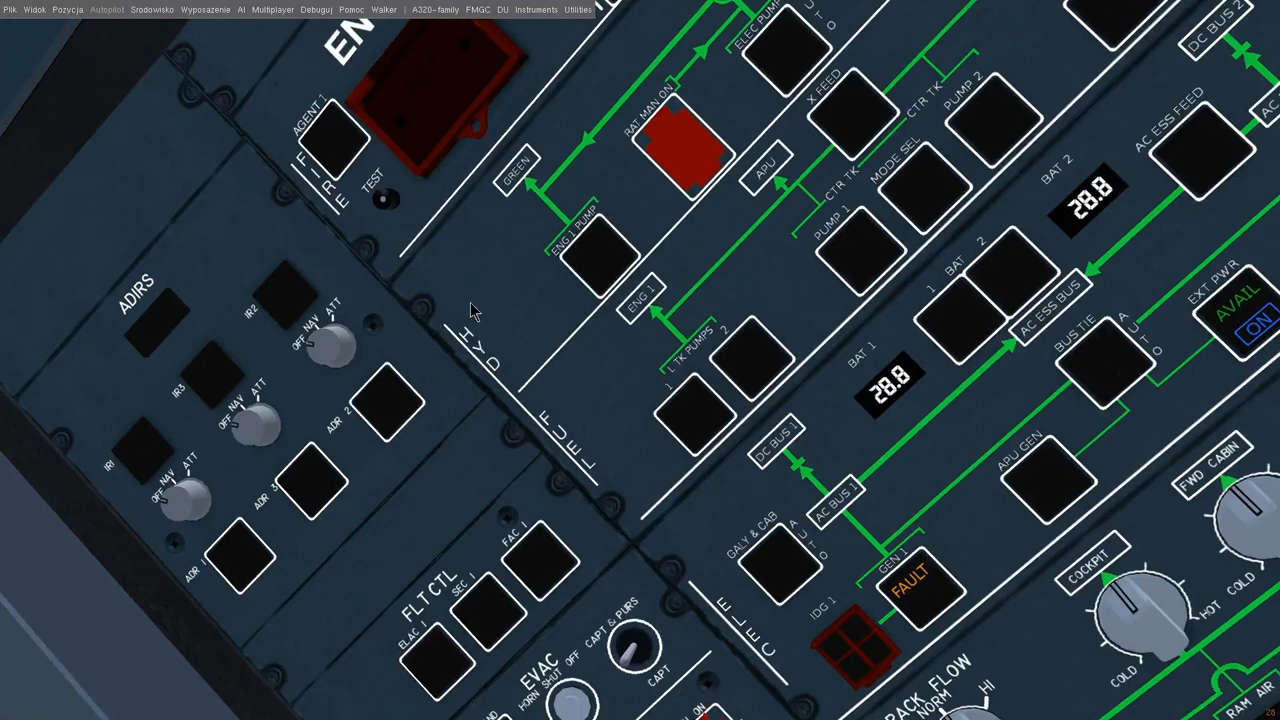 Plik Widok Pozycja Autopilot Środowisko Wyposażenie AI Multiplayer Debuguj Pomoc Walker | A320-family FMGC DU Instruments Utilities
EN
AGENT 1
FIRE
TEST
ADIRS
IR2
OFF NAV ATT
IR3
OFF NAV ATT
IR1
OFF NAV ATT
ADR 2
ADR 3
ADR 1
GREEN
RAT MAN ON
ELEC PUMP
AUTO
ENG 1 PUMP
HYD
X FEED
APU
CTR TK
PUMP 2
MODE SEL
CTR TK
PUMP 1
ENG 1
L TK PUMPS
1
2
FUEL
BAT 2
28.8
BAT 1
28.8
BAT
1
2
AC ESS FEED
DC BUS 2
AC ESS BUS
BUS TIE
AUTO
EXT PWR
AVAIL
ON
DC BUS 1
AC BUS 1
APU GEN
GALY & CAB
AUTO
GEN 1
FAULT
IDG 1
ELEC
FLT CTL
ELAC 1
SEC 1
FAC 1
EVAC
HORN SHUT OFF
CAPT & PURS
CAPT
COCKPIT
COLD
HOT
FWD CABIN
COLD
PACK FLOW
NORM
HI
RAM AIR
28